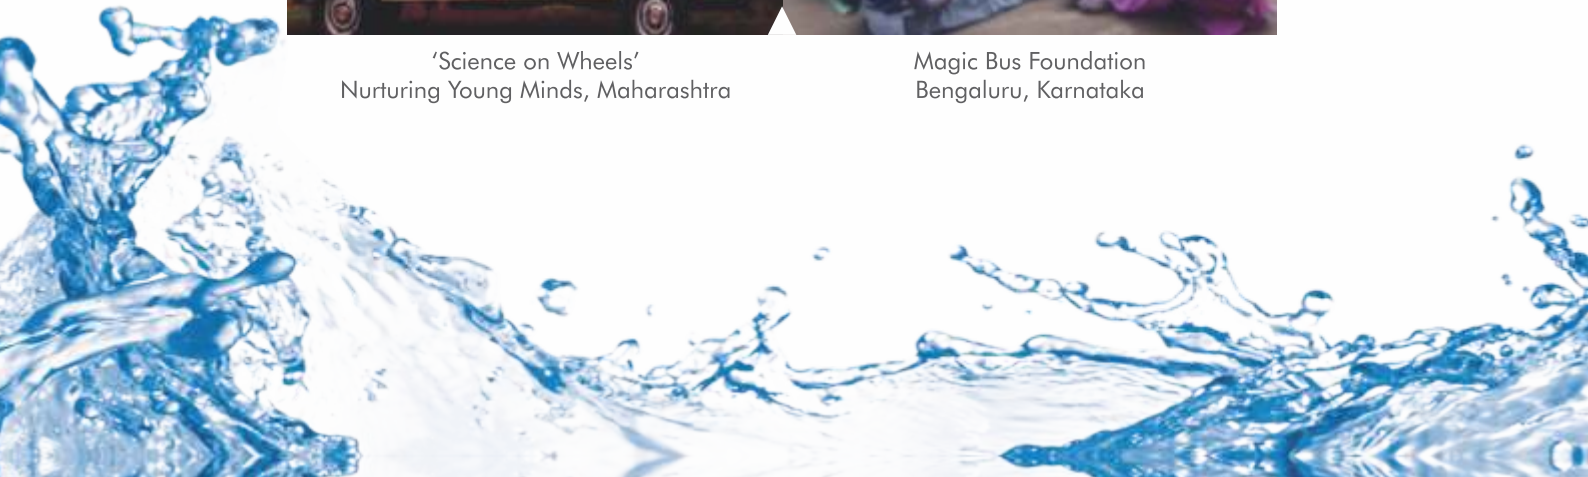 ‘Science on Wheels’
Nurturing Young Minds, Maharashtra
Magic Bus Foundation
Bengaluru, Karnataka